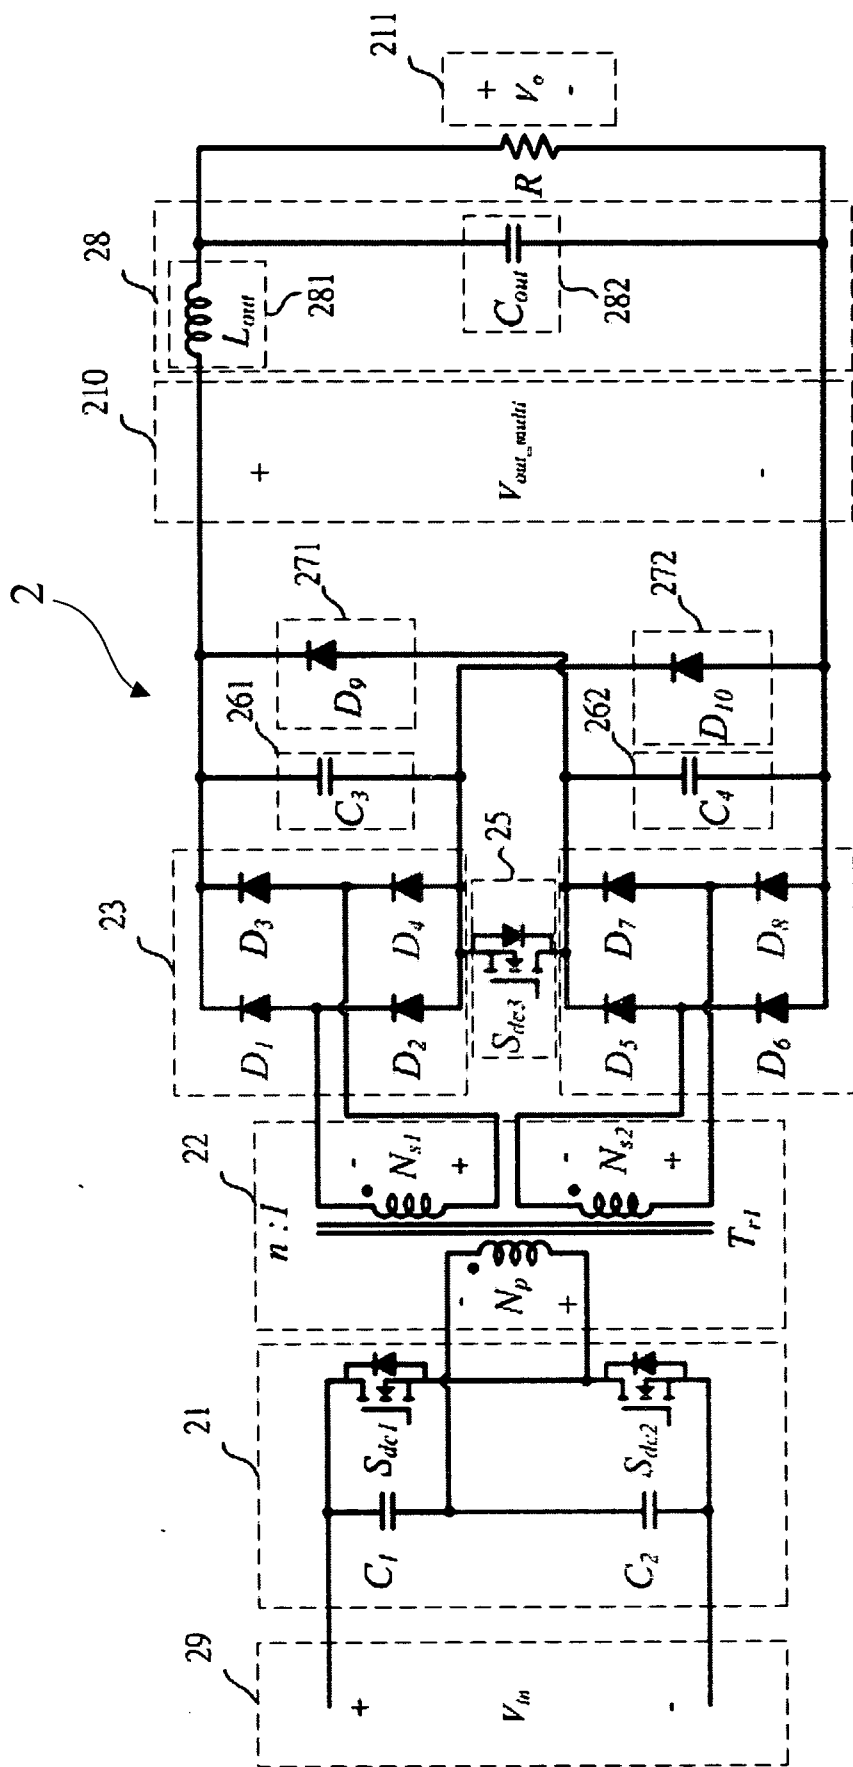 2
29
21
22
23
25
261
262
271
272
210
28
281
282
211
+
V_in
-
C_1
C_2
S_dc1
S_dc2
n : 1
-
N_p
+
-
N_s1
+
-
N_s2
+
T_r1
D_1
D_3
D_2
D_4
S_dc3
D_5
D_7
D_6
D_8
C_3
C_4
D_9
D_10
+
V_out_multi
-
L_out
C_out
R
+
V_o
-